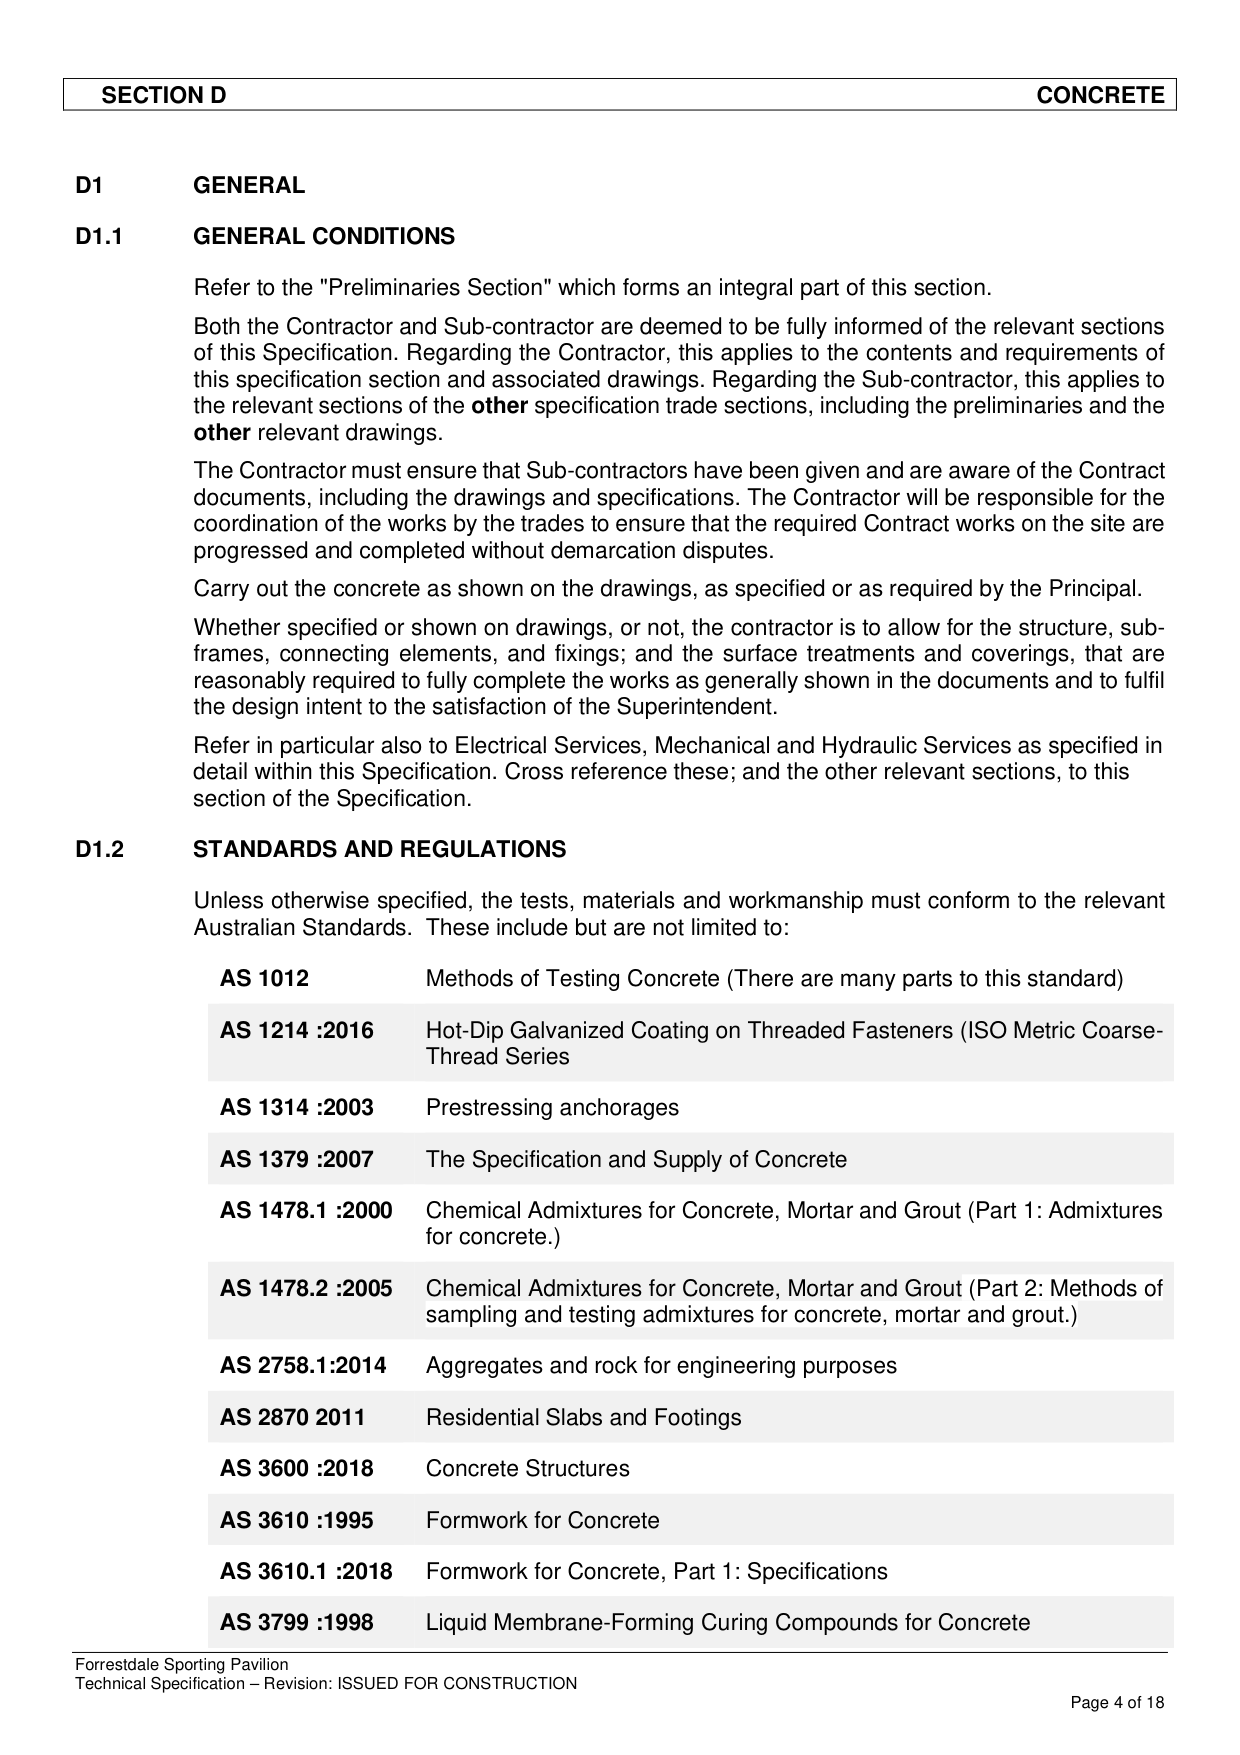 SECTION D CONCRETE
D1 GENERAL
D1.1 GENERAL CONDITIONS
Refer to the "Preliminaries Section" which forms an integral part of this section.
Both the Contractor and Sub-contractor are deemed to be fully informed of the relevant sections
of this Specification. Regarding the Contractor, this applies to the contents and requirements of
this specification section and associated drawings. Regarding the Sub-contractor, this applies to
the relevant sections of the other specification trade sections, including the preliminaries and the
other relevant drawings.
The Contractor must ensure that Sub-contractors have been given and are aware of the Contract
documents, including the drawings and specifications. The Contractor will be responsible for the
coordination of the works by the trades to ensure that the required Contract works on the site are
progressed and completed without demarcation disputes.
Carry out the concrete as shown on the drawings, as specified or as required by the Principal.
Whether specified or shown on drawings, or not, the contractor is to allow for the structure, sub-
frames, connecting elements, and fixings; and the surface treatments and coverings, that are
reasonably required to fully complete the works as generally shown in the documents and to fulfil
the design intent to the satisfaction of the Superintendent.
Refer in particular also to Electrical Services, Mechanical and Hydraulic Services as specified in
detail within this Specification. Cross reference these; and the other relevant sections, to this
section of the Specification.
D1.2 STANDARDS AND REGULATIONS
Unless otherwise specified, the tests, materials and workmanship must conform to the relevant
Australian Standards. These include but are not limited to:
AS 1012 Methods of Testing Concrete (There are many parts to this standard)
AS 1214 :2016 Hot-Dip Galvanized Coating on Threaded Fasteners (ISO Metric Coarse-
Thread Series
AS 1314 :2003 Prestressing anchorages
AS 1379 :2007 The Specification and Supply of Concrete
AS 1478.1 :2000 Chemical Admixtures for Concrete, Mortar and Grout (Part 1: Admixtures
for concrete.)
AS 1478.2 :2005 Chemical Admixtures for Concrete, Mortar and Grout (Part 2: Methods of
sampling and testing admixtures for concrete, mortar and grout.)
AS 2758.1:2014 Aggregates and rock for engineering purposes
AS 2870 2011 Residential Slabs and Footings
AS 3600 :2018 Concrete Structures
AS 3610 :1995 Formwork for Concrete
AS 3610.1 :2018 Formwork for Concrete, Part 1: Specifications
AS 3799 :1998 Liquid Membrane-Forming Curing Compounds for Concrete
Forrestdale Sporting Pavilion
Technical Specification – Revision: ISSUED FOR CONSTRUCTION
Page 4 of 18